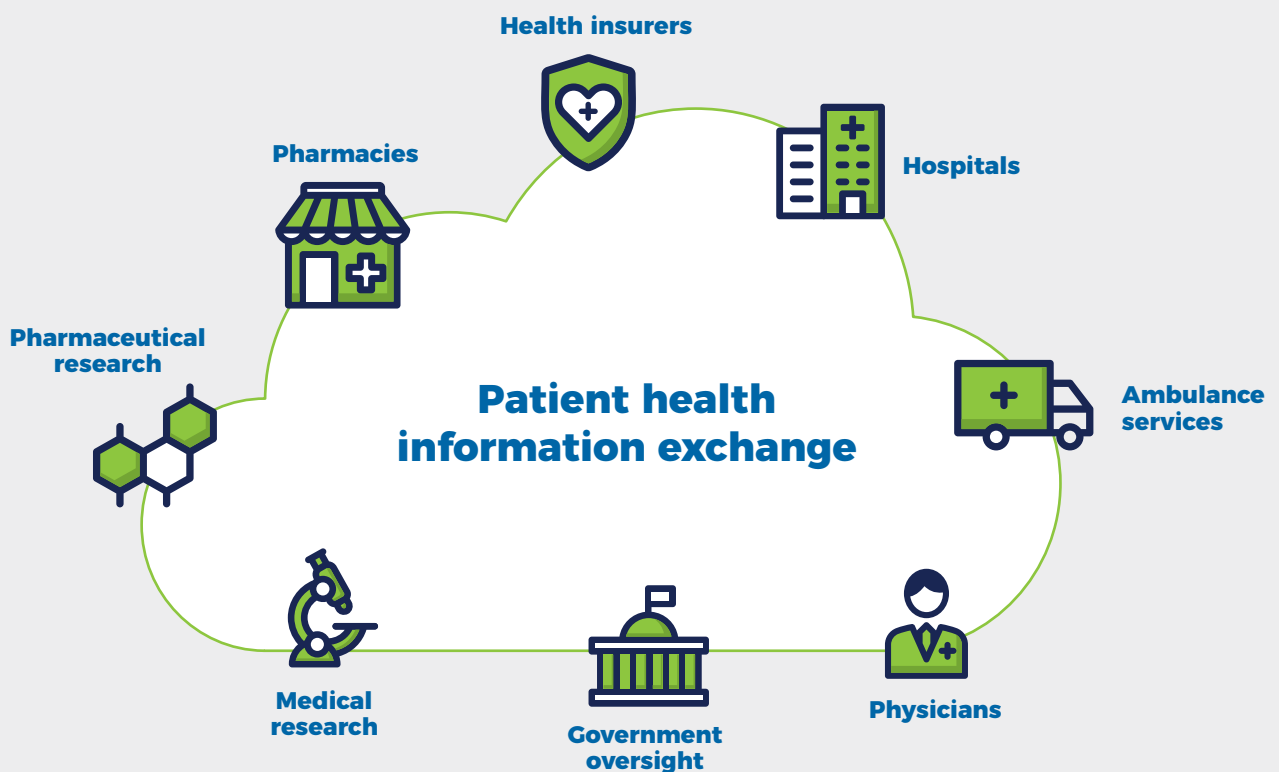 Health insurers
Pharmacies
Hospitals
Pharmaceutical
research
Patient health
information exchange
Ambulance
services
Medical
research
Government
oversight
Physicians